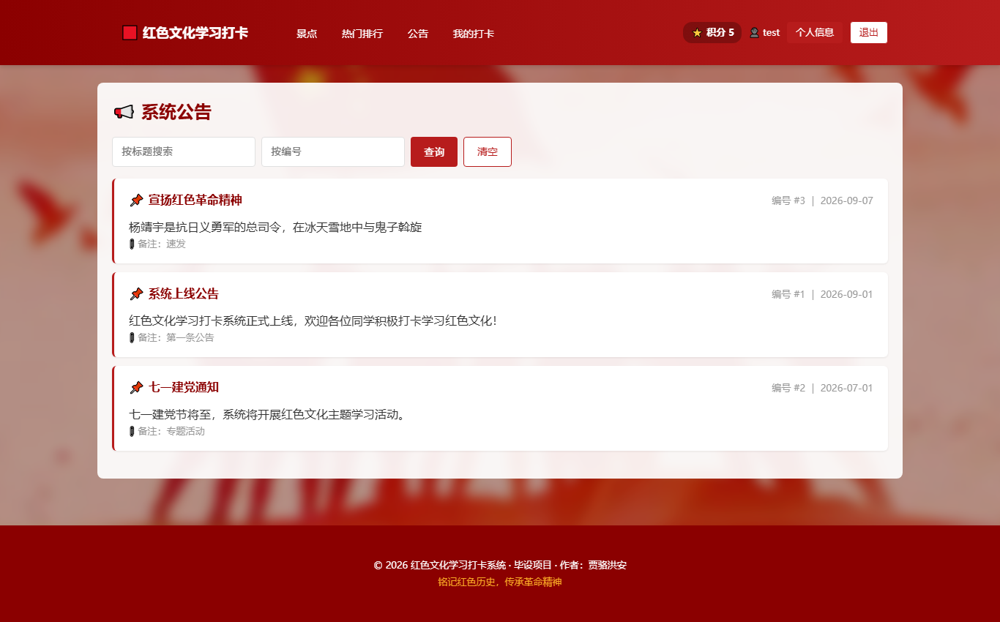 红色文化学习打卡
景点 热门排行 公告 我的打卡
积分 5 test 个人信息 退出
系统公告
按标题搜索 按编号 查询 清空
宣扬红色革命精神 编号 #3 | 2026-09-07
杨靖宇是抗日义勇军的总司令，在冰天雪地中与鬼子斡旋
备注：速发
系统上线公告 编号 #1 | 2026-09-01
红色文化学习打卡系统正式上线，欢迎各位同学积极打卡学习红色文化！
备注：第一条公告
七一建党通知 编号 #2 | 2026-07-01
七一建党节将至，系统将开展红色文化主题学习活动。
备注：专题活动
© 2026 红色文化学习打卡系统 · 毕设项目 · 作者：贾骆洪安
铭记红色历史，传承革命精神